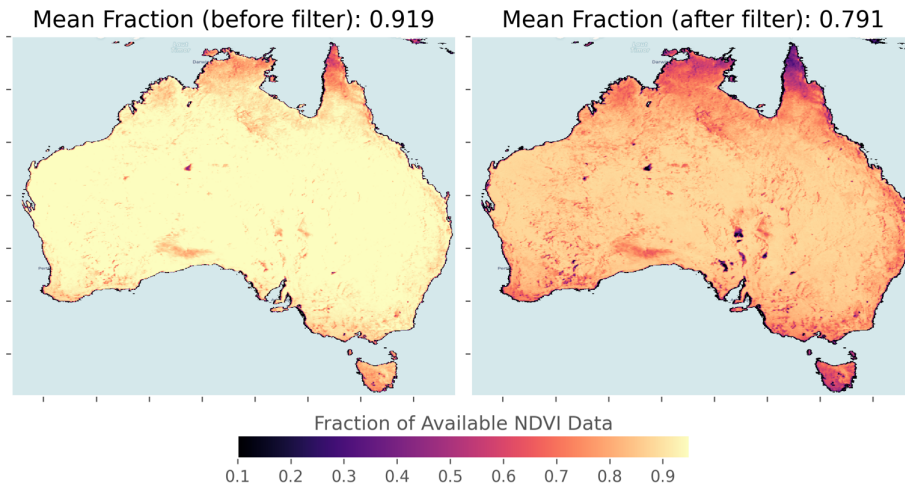 Mean Fraction (before filter): 0.919
Mean Fraction (after filter): 0.791
Darwin
Fraction of Available NDVI Data
0.1 0.2 0.3 0.4 0.5 0.6 0.7 0.8 0.9